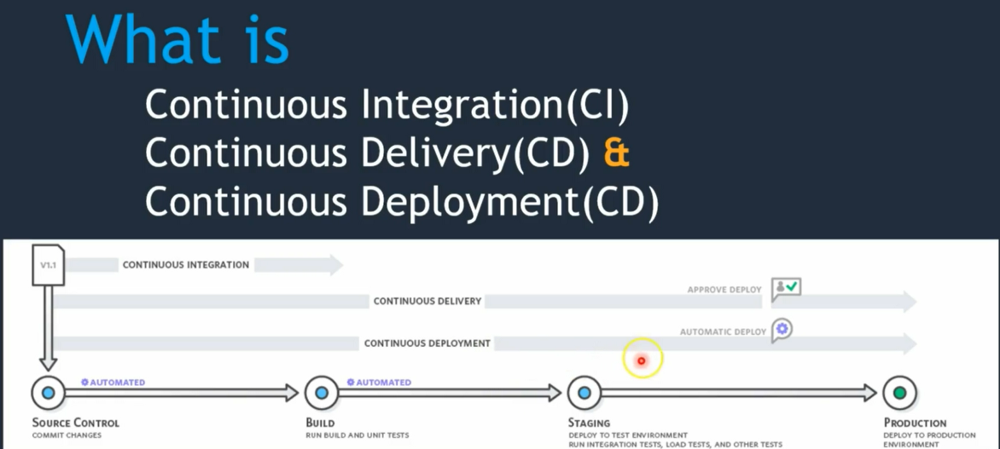 What is
Continuous Integration(CI)
Continuous Delivery(CD) &
Continuous Deployment(CD)
V1.1
CONTINUOUS INTEGRATION
APPROVE DEPLOY
CONTINUOUS DELIVERY
AUTOMATIC DEPLOY
CONTINUOUS DEPLOYMENT
AUTOMATED
AUTOMATED
SOURCE CONTROL
COMMIT CHANGES
BUILD
RUN BUILD AND UNIT TESTS
STAGING
DEPLOY TO TEST ENVIRONMENT
RUN INTEGRATION TESTS, LOAD TESTS, AND OTHER TESTS
PRODUCTION
DEPLOY TO PRODUCTION
ENVIRONMENT